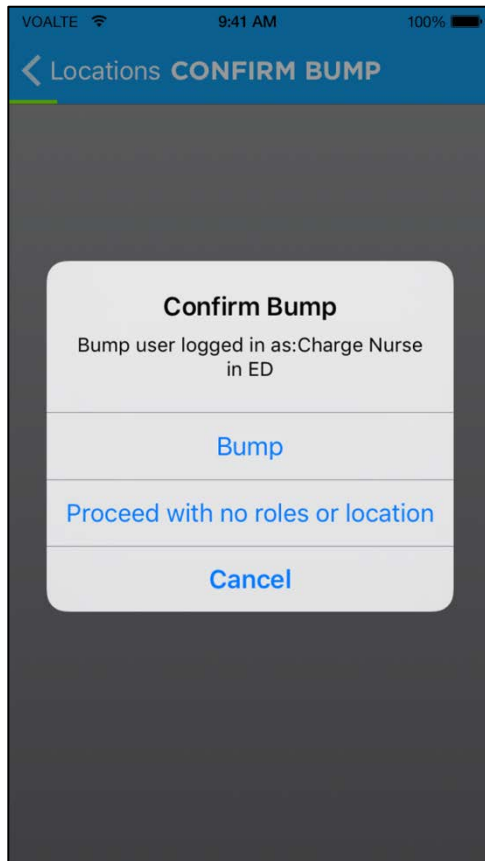 VOALTE 9:41 AM 100%
Locations CONFIRM BUMP
Confirm Bump
Bump user logged in as:Charge Nurse
in ED
Bump
Proceed with no roles or location
Cancel